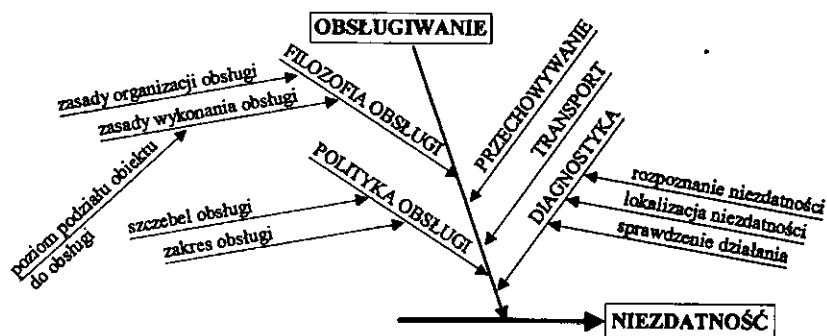 OBSŁUGIWANIE
FILOZOFIA OBSŁUGI
zasady organizacji obsługi
zasady wykonania obsługi
poziom podziału obiektu
do obsługi
POLITYKA OBSŁUGI
szczebel obsługi
zakres obsługi
PRZECHOWYWANIE
TRANSPORT
DIAGNOSTYKA
rozpoznanie niezdatności
lokalizacja niezdatności
sprawdzenie działania
NIEZDATNOŚĆ